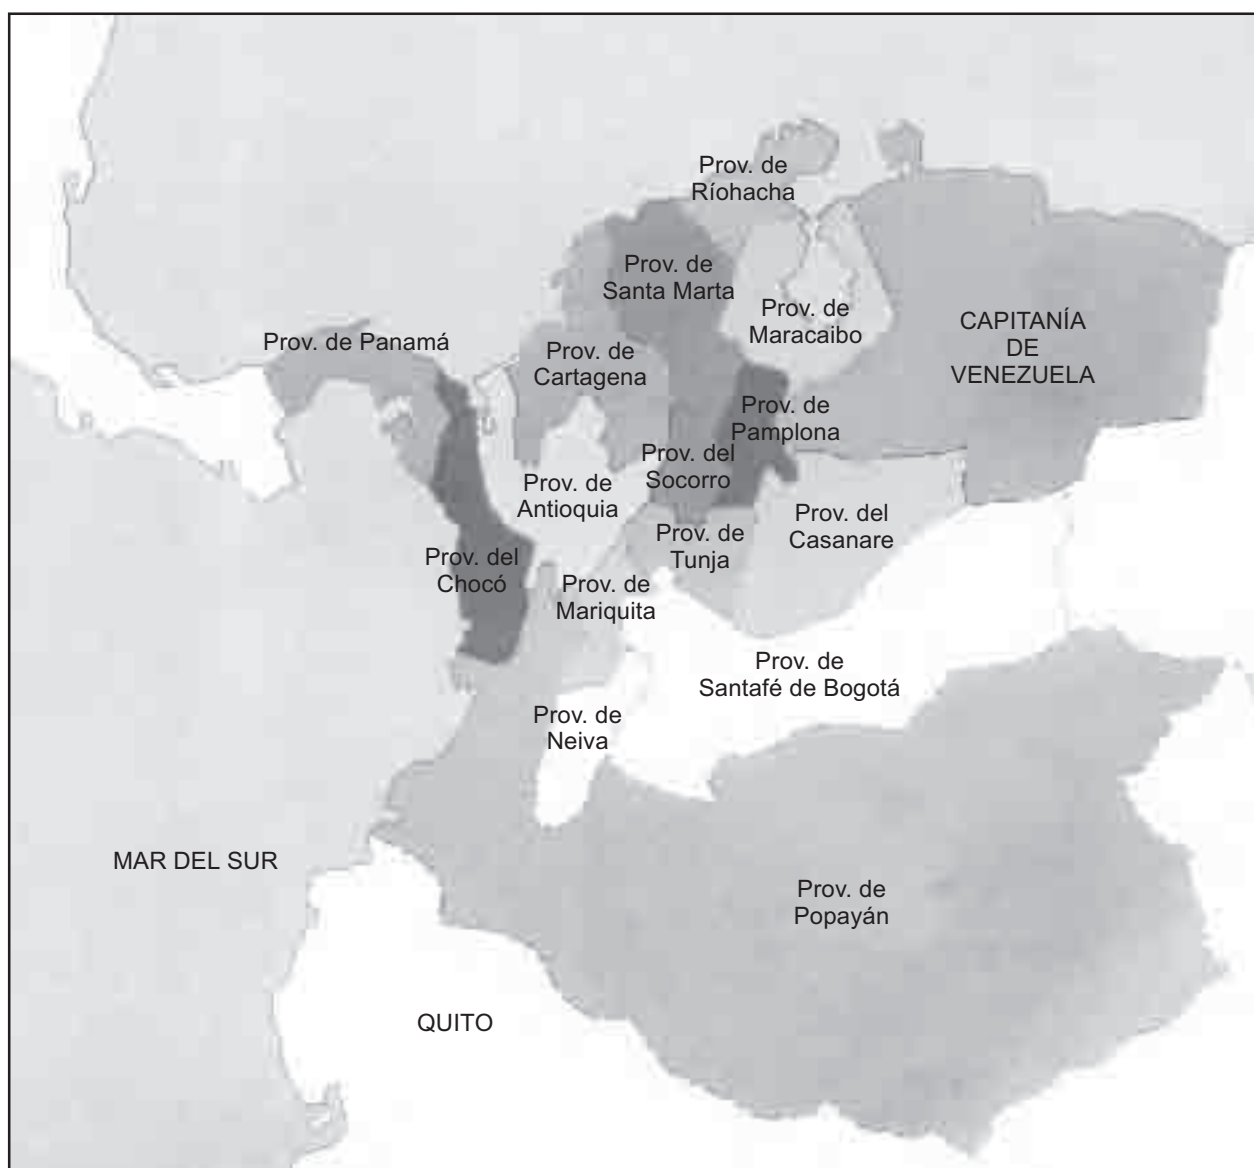 Prov. de
Ríohacha
Prov. de
Santa Marta
Prov. de
Maracaibo
CAPITANÍA
DE
VENEZUELA
Prov. de Panamá
Prov. de
Cartagena
Prov. de
Pamplona
Prov. del
Socorro
Prov. de
Antioquia
Prov. del
Casanare
Prov. de
Tunja
Prov. del
Chocó
Prov. de
Mariquita
Prov. de
Santafé de Bogotá
Prov. de
Neiva
MAR DEL SUR
Prov. de
Popayán
QUITO